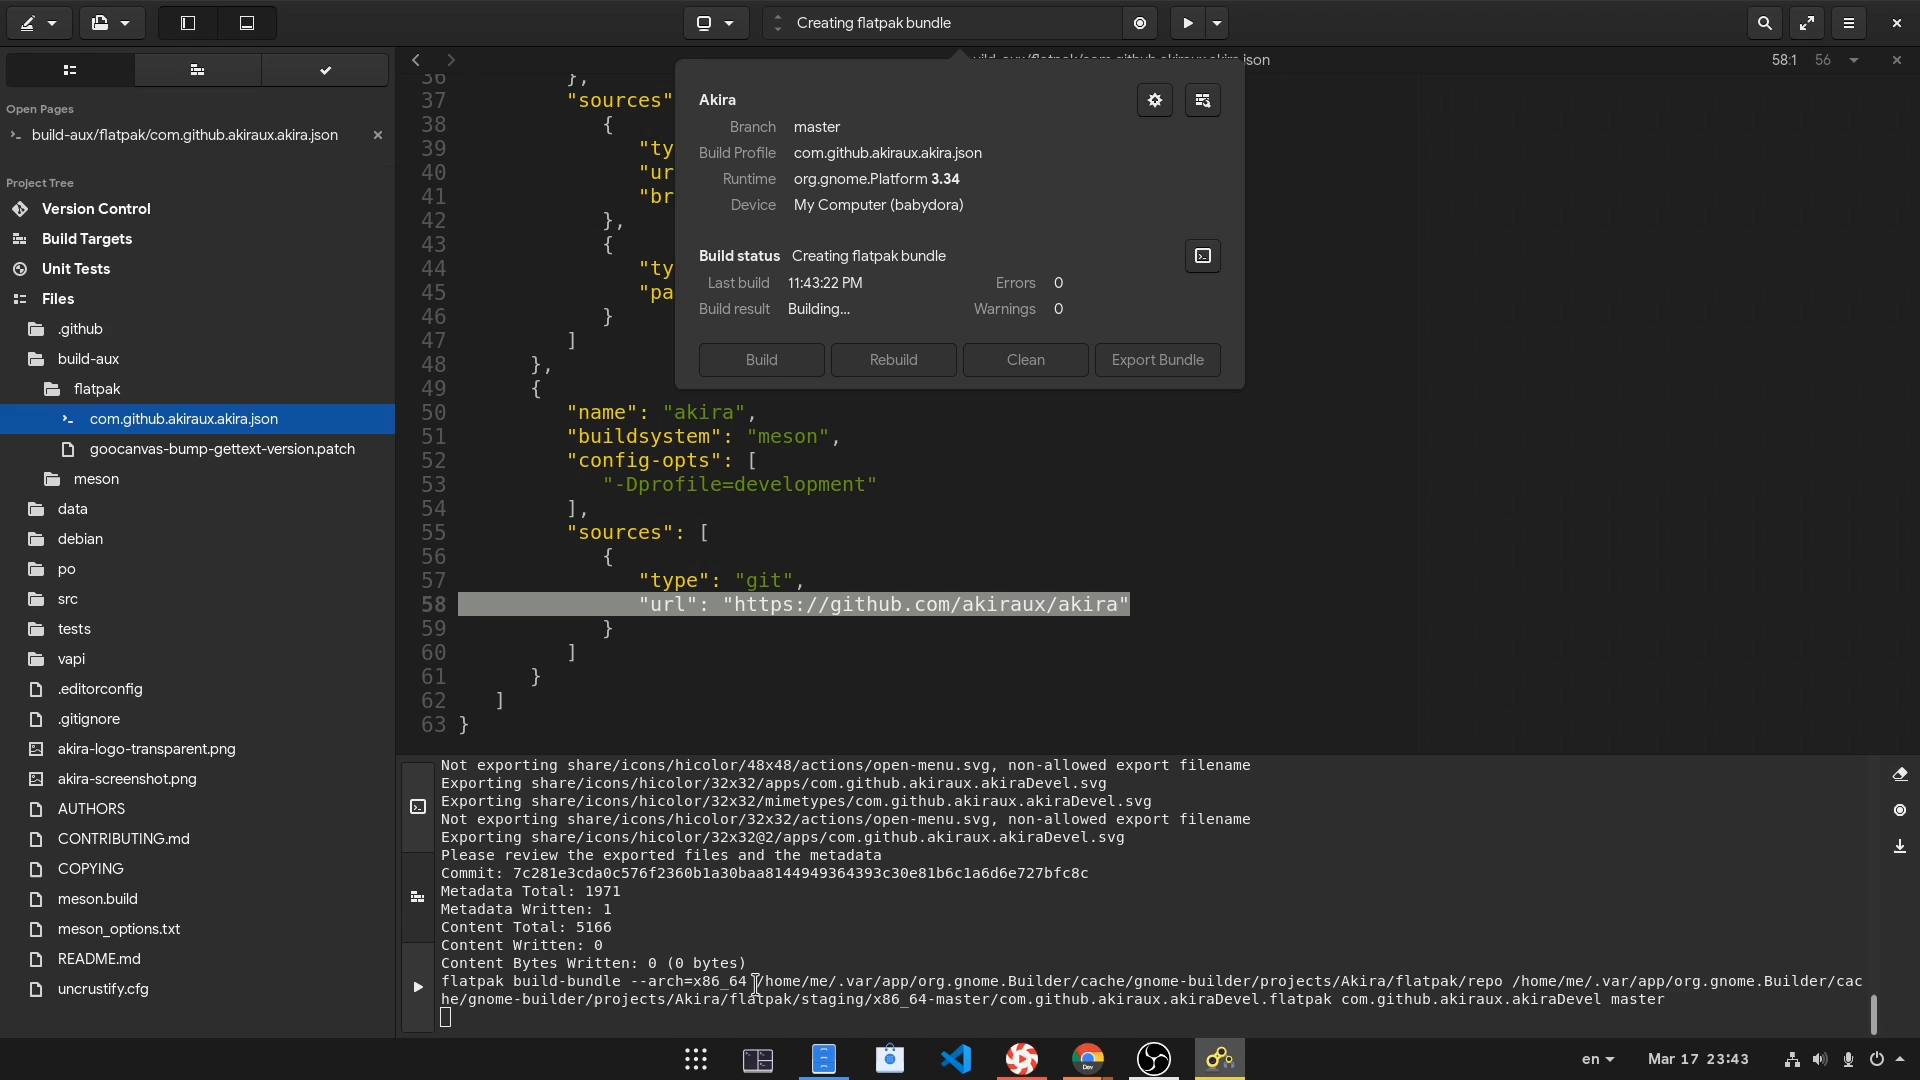 Creating flatpak bundle
58:1 56
Open Pages
build-aux/flatpak/com.github.akiraux.akira.json
Project Tree
Version Control
Build Targets
Unit Tests
Files
.github
build-aux
flatpak
com.github.akiraux.akira.json
goocanvas-bump-gettext-version.patch
meson
data
debian
po
src
tests
vapi
.editorconfig
.gitignore
akira-logo-transparent.png
akira-screenshot.png
AUTHORS
CONTRIBUTING.md
COPYING
meson.build
meson_options.txt
README.md
uncrustify.cfg
Akira
Branch master
Build Profile com.github.akiraux.akira.json
Runtime org.gnome.Platform 3.34
Device My Computer (babydora)
Build status Creating flatpak bundle
Last build 11:43:22 PM Errors 0
Build result Building... Warnings 0
Build Rebuild Clean Export Bundle
36 },
37 "sources"
38 {
39 "ty
40 "ur
41 "br
42 },
43 {
44 "ty
45 "pa
46 }
47 ]
48 },
49 {
50 "name": "akira",
51 "buildsystem": "meson",
52 "config-opts": [
53 "-Dprofile=development"
54 ],
55 "sources": [
56 {
57 "type": "git",
58 "url": "https://github.com/akiraux/akira"
59 }
60 ]
61 }
62 ]
63 }
Not exporting share/icons/hicolor/48x48/actions/open-menu.svg, non-allowed export filename
Exporting share/icons/hicolor/32x32/apps/com.github.akiraux.akiraDevel.svg
Exporting share/icons/hicolor/32x32/mimetypes/com.github.akiraux.akiraDevel.svg
Not exporting share/icons/hicolor/32x32/actions/open-menu.svg, non-allowed export filename
Exporting share/icons/hicolor/32x32@2/apps/com.github.akiraux.akiraDevel.svg
Please review the exported files and the metadata
Commit: 7c281e3cda0c576f2360b1a30baa8144949364393c30e81b6c1a6d6e727bfc8c
Metadata Total: 1971
Metadata Written: 1
Content Total: 5166
Content Written: 0
Content Bytes Written: 0 (0 bytes)
flatpak build-bundle --arch=x86_64 /home/me/.var/app/org.gnome.Builder/cache/gnome-builder/projects/Akira/flatpak/repo /home/me/.var/app/org.gnome.Builder/cac
he/gnome-builder/projects/Akira/flatpak/staging/x86_64-master/com.github.akiraux.akiraDevel.flatpak com.github.akiraux.akiraDevel master
Dev
en Mar 17 23:43